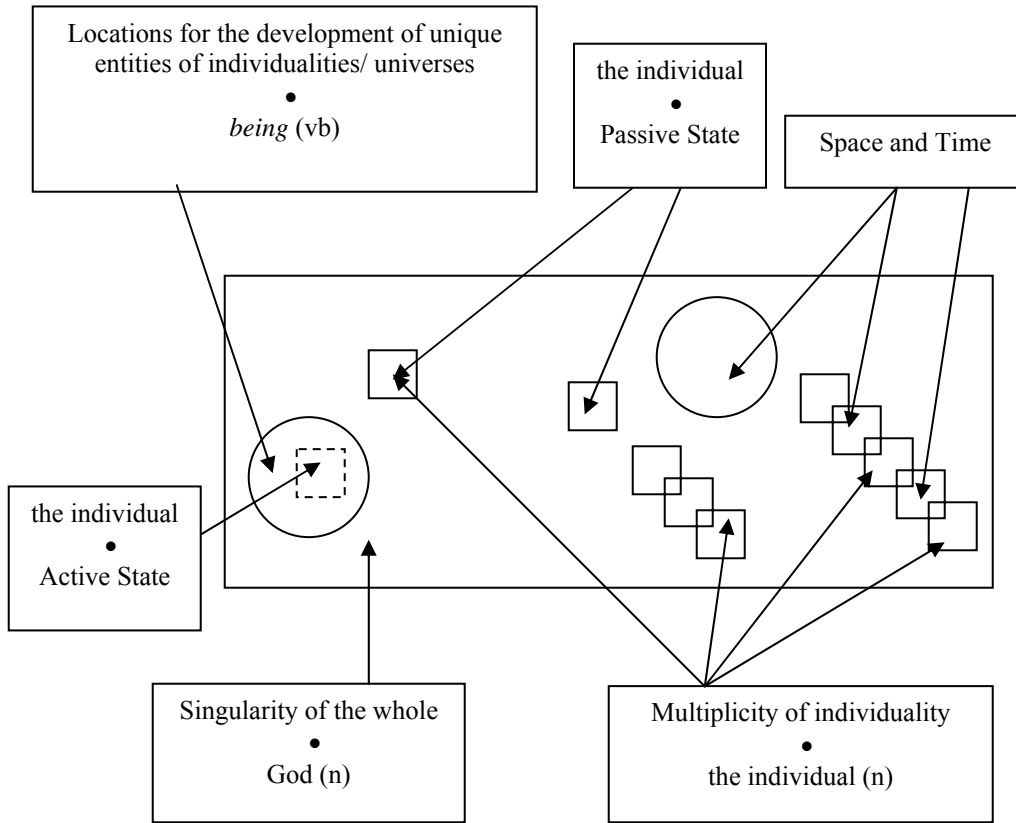 Locations for the development of unique
entities of individualities/ universes
•
being (vb)
the individual
•
Passive State
Space and Time
the individual
•
Active State
Singularity of the whole
•
God (n)
Multiplicity of individuality
•
the individual (n)